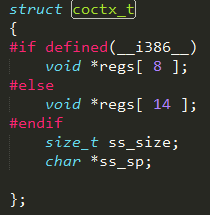 struct coctx_t
{
#if defined(__i386__)
    void *regs[ 8 ];
#else
    void *regs[ 14 ];
#endif
    size_t ss_size;
    char *ss_sp;

};